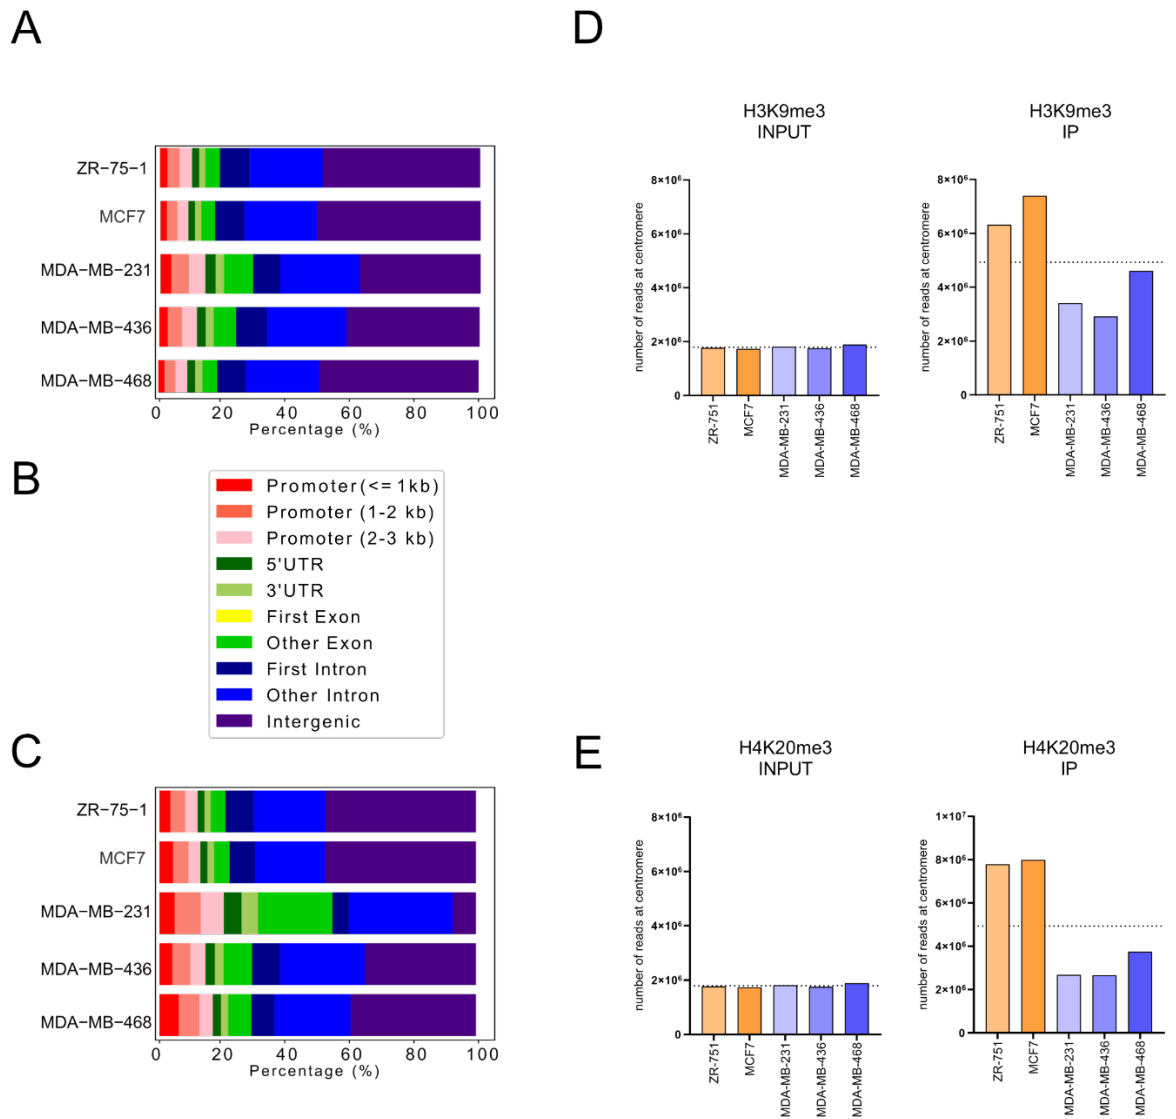 A
ZR−75−1
MCF7
MDA−MB−231
MDA−MB−436
MDA−MB−468
0 20 40 60 80 100
Percentage (%)
B
Promoter (<= 1kb)
Promoter (1-2 kb)
Promoter (2-3 kb)
5'UTR
3'UTR
First Exon
Other Exon
First Intron
Other Intron
Intergenic
C
ZR−75−1
MCF7
MDA−MB−231
MDA−MB−436
MDA−MB−468
0 20 40 60 80 100
Percentage (%)
D
H3K9me3
INPUT
number of reads at centromere
8×10⁶
6×10⁶
4×10⁶
2×10⁶
0
ZR-751
MCF7
MDA-MB-231
MDA-MB-436
MDA-MB-468
H3K9me3
IP
number of reads at centromere
8×10⁶
6×10⁶
4×10⁶
2×10⁶
0
ZR-751
MCF7
MDA-MB-231
MDA-MB-436
MDA-MB-468
E
H4K20me3
INPUT
number of reads at centromere
8×10⁶
6×10⁶
4×10⁶
2×10⁶
0
ZR-751
MCF7
MDA-MB-231
MDA-MB-436
MDA-MB-468
H4K20me3
IP
number of reads at centromere
1×10⁷
8×10⁶
6×10⁶
4×10⁶
2×10⁶
0
ZR-751
MCF7
MDA-MB-231
MDA-MB-436
MDA-MB-468